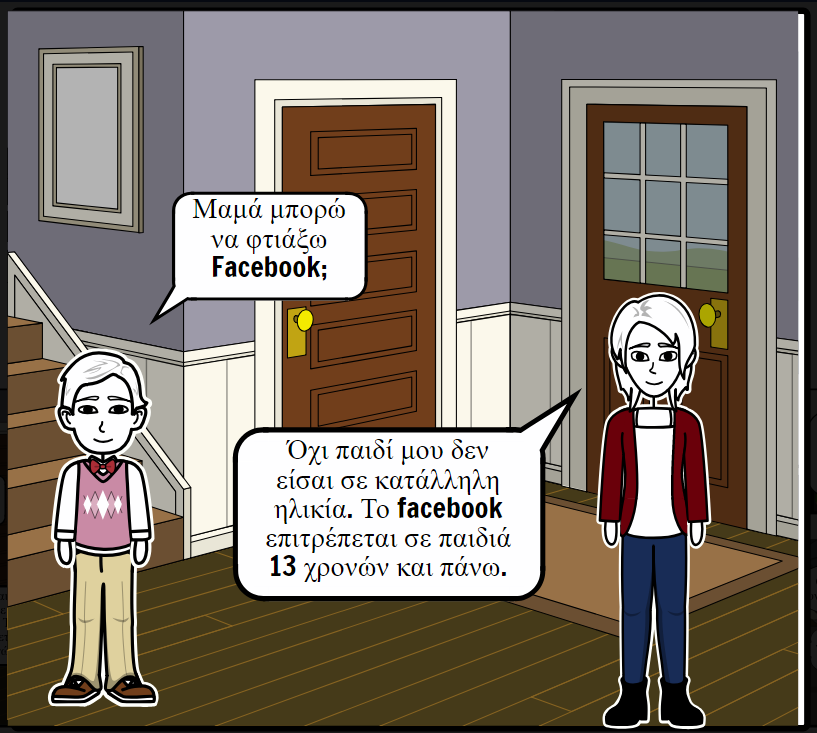 Μαμά μπορώ
να φτιάξω
Facebook;
Όχι παιδί μου δεν
είσαι σε κατάλληλη
ηλικία. Το facebook
επιτρέπεται σε παιδιά
13 χρονών και πάνω.